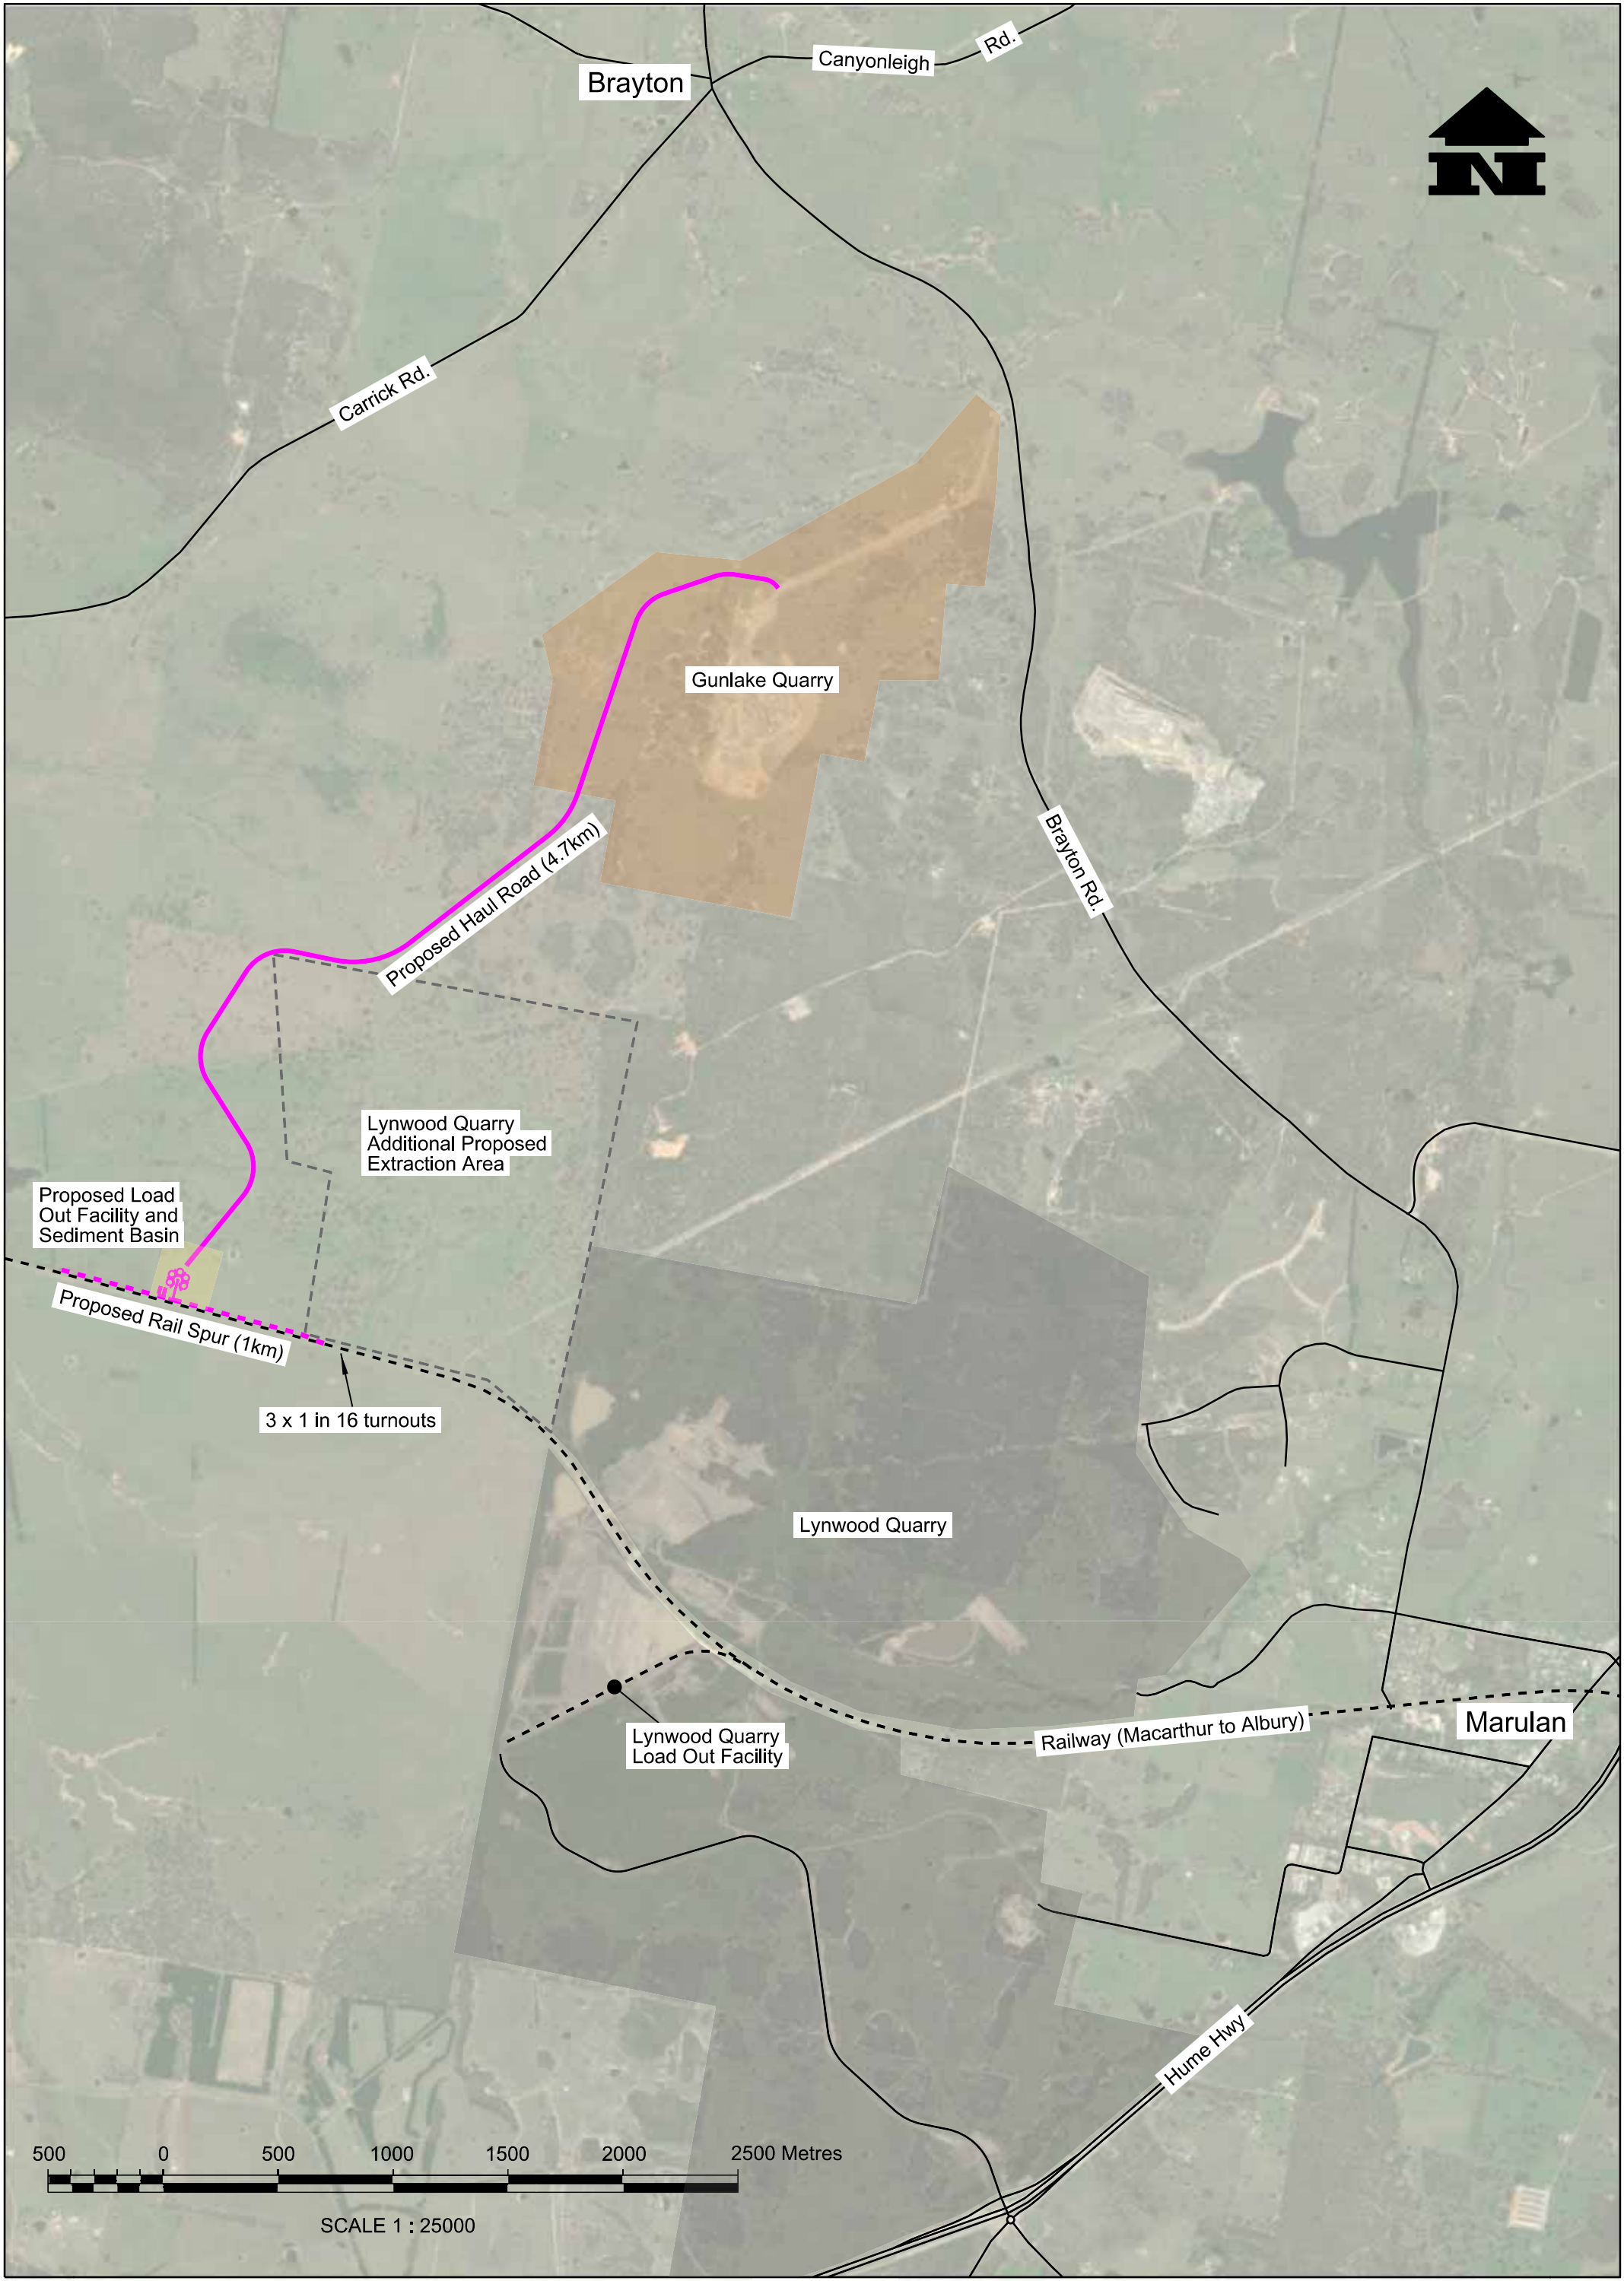 Canyonleigh Rd.
Brayton
N
Carrick Rd.
Gunlake Quarry
Proposed Haul Road (4.7km)
Brayton Rd.
Lynwood Quarry
Additional Proposed
Extraction Area
Proposed Load
Out Facility and
Sediment Basin
Proposed Rail Spur (1km)
3 x 1 in 16 turnouts
Lynwood Quarry
Railway (Macarthur to Albury)
Marulan
Lynwood Quarry
Load Out Facility
Hume Hwy
500 0 500 1000 1500 2000 2500 Metres
SCALE 1 : 25000